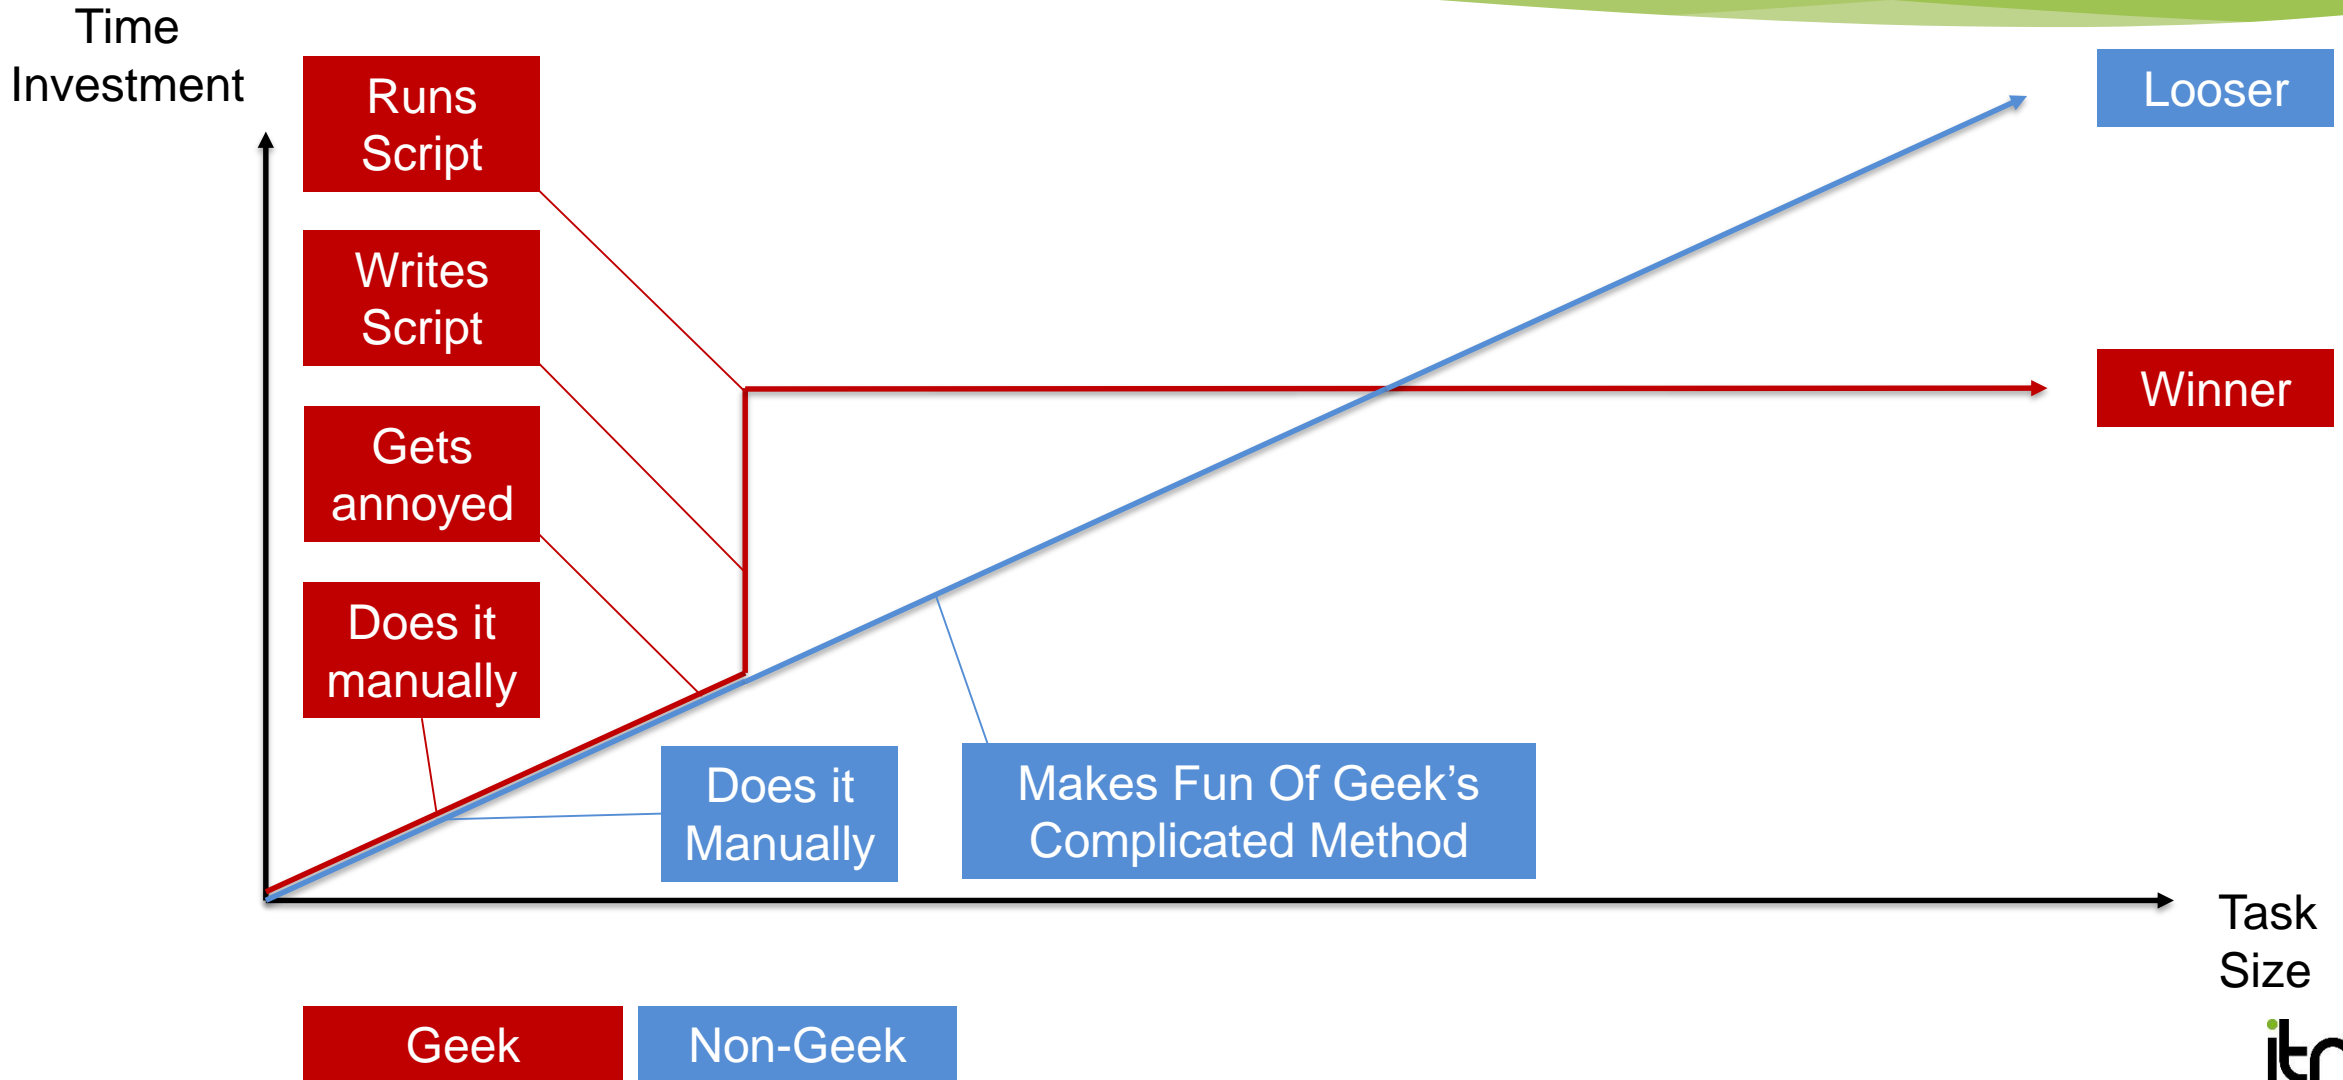 Time
Investment
Runs
Script
Looser
Writes
Script
Winner
Gets
annoyed
Does it
manually
Does it
Manually
Makes Fun Of Geek’s
Complicated Method
Task
Size
Geek
Non-Geek